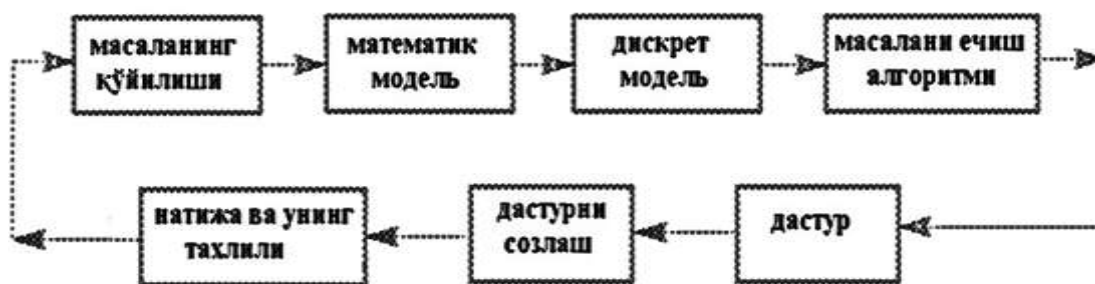 масаланинг
қўйилиши
математик
модель
дискрет
модель
масалани ечиш
алгоритми
дастур
дастурни
созлаш
натижа ва унинг
тахлили